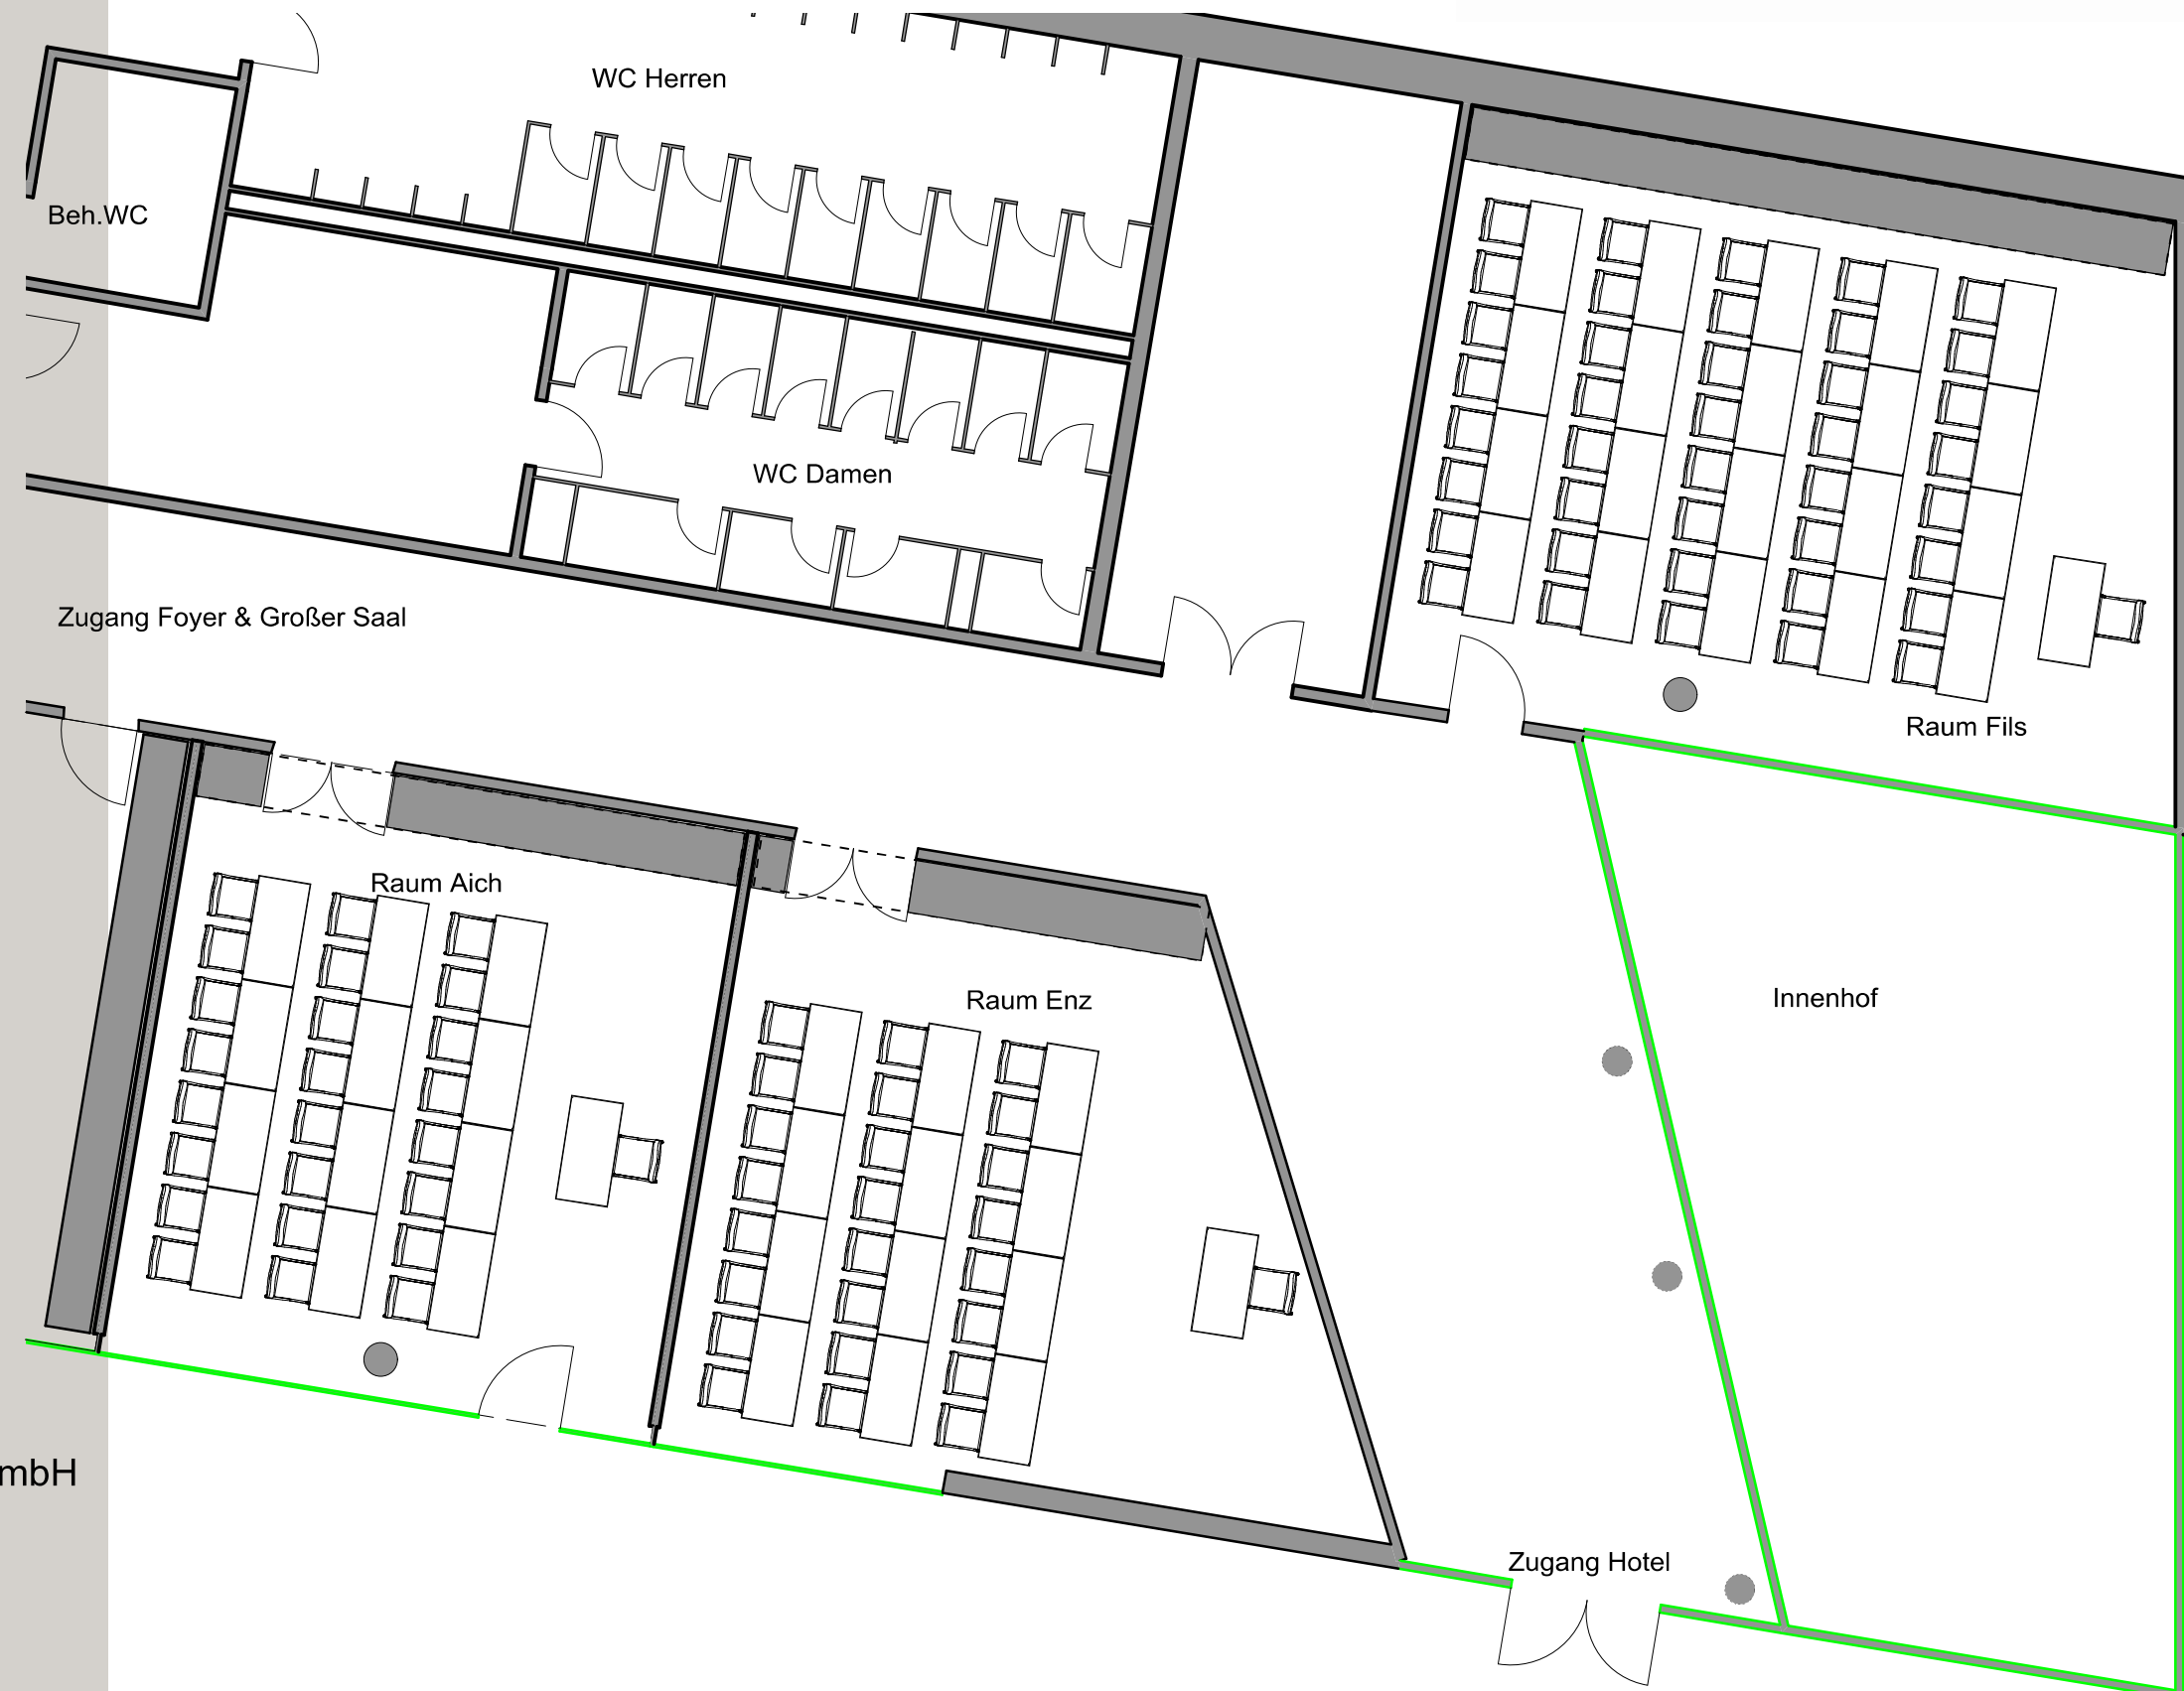 WC Herren
Beh.WC
WC Damen
Zugang Foyer & Großer Saal
Raum Fils
Raum Aich
Raum Enz
Innenhof
mbH
Zugang Hotel